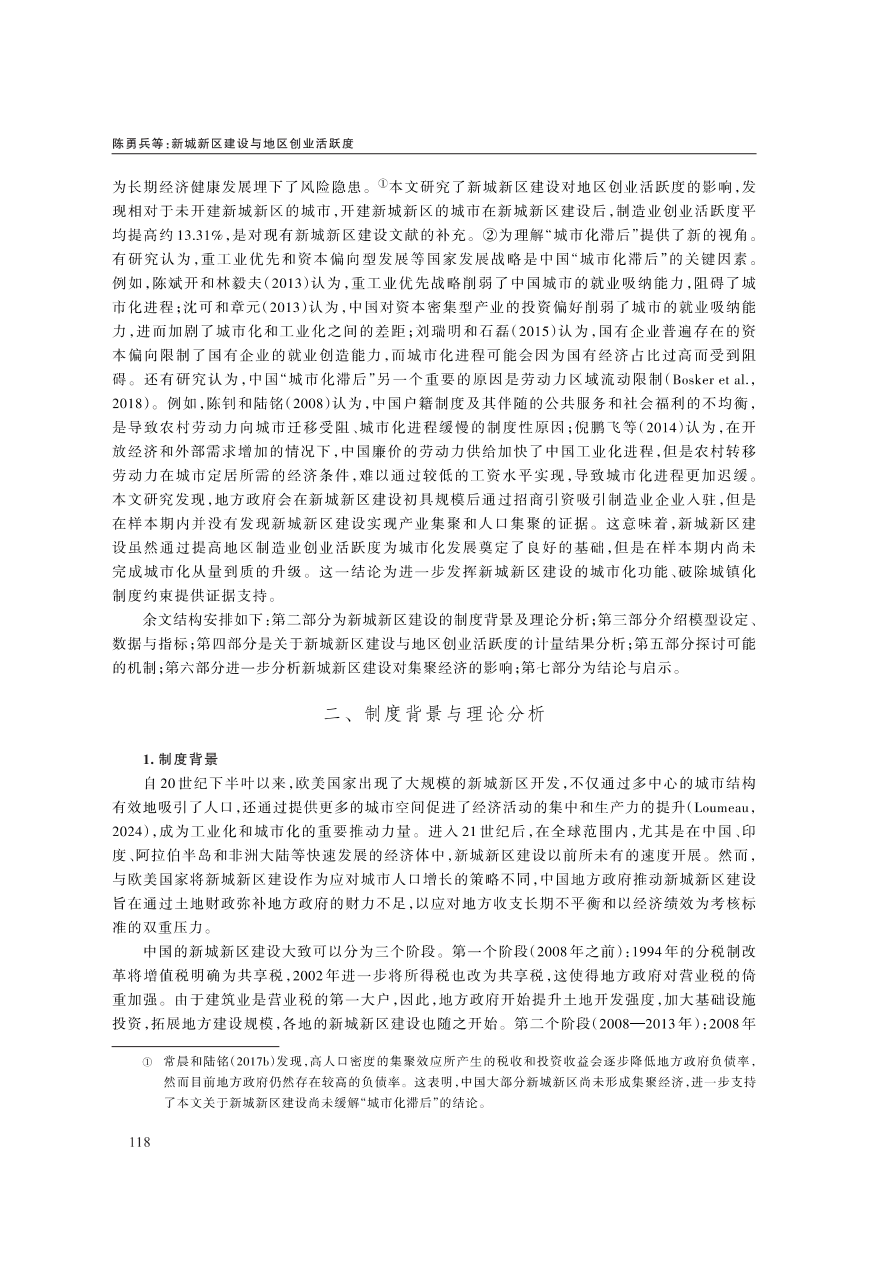 陈勇兵等:新城新区建设与地区创业活跃度
为长期经济健康发展埋下了风险隐患。①本文研究了新城新区建设对地区创业活跃度的影响,发
现相对于未开建新城新区的城市,开建新城新区的城市在新城新区建设后,制造业创业活跃度平
均提高约 13.31%,是对现有新城新区建设文献的补充。②为理解“城市化滞后”提供了新的视角。
有研究认为,重工业优先和资本偏向型发展等国家发展战略是中国“城市化滞后”的关键因素。
例如,陈斌开和林毅夫(2013)认为,重工业优先战略削弱了中国城市的就业吸纳能力,阻碍了城
市化进程;沈可和章元(2013)认为,中国对资本密集型产业的投资偏好削弱了城市的就业吸纳能
力,进而加剧了城市化和工业化之间的差距;刘瑞明和石磊(2015)认为,国有企业普遍存在的资
本偏向限制了国有企业的就业创造能力,而城市化进程可能会因为国有经济占比过高而受到阻
碍。还有研究认为,中国“城市化滞后”另一个重要的原因是劳动力区域流动限制(Bosker et al.,
2018)。例如,陈钊和陆铭(2008)认为,中国户籍制度及其伴随的公共服务和社会福利的不均衡,
是导致农村劳动力向城市迁移受阻、城市化进程缓慢的制度性原因;倪鹏飞等(2014)认为,在开
放经济和外部需求增加的情况下,中国廉价的劳动力供给加快了中国工业化进程,但是农村转移
劳动力在城市定居所需的经济条件,难以通过较低的工资水平实现,导致城市化进程更加迟缓。
本文研究发现,地方政府会在新城新区建设初具规模后通过招商引资吸引制造业企业入驻,但是
在样本期内并没有发现新城新区建设实现产业集聚和人口集聚的证据。这意味着,新城新区建
设虽然通过提高地区制造业创业活跃度为城市化发展奠定了良好的基础,但是在样本期内尚未
完成城市化从量到质的升级。这一结论为进一步发挥新城新区建设的城市化功能、破除城镇化
制度约束提供证据支持。
余文结构安排如下:第二部分为新城新区建设的制度背景及理论分析;第三部分介绍模型设定、
数据与指标;第四部分是关于新城新区建设与地区创业活跃度的计量结果分析;第五部分探讨可能
的机制;第六部分进一步分析新城新区建设对集聚经济的影响;第七部分为结论与启示。
二、制度背景与理论分析
1. 制度背景
自 20 世纪下半叶以来,欧美国家出现了大规模的新城新区开发,不仅通过多中心的城市结构
有效地吸引了人口,还通过提供更多的城市空间促进了经济活动的集中和生产力的提升(Loumeau,
2024),成为工业化和城市化的重要推动力量。进入 21 世纪后,在全球范围内,尤其是在中国、印
度、阿拉伯半岛和非洲大陆等快速发展的经济体中,新城新区建设以前所未有的速度开展。然而,
与欧美国家将新城新区建设作为应对城市人口增长的策略不同,中国地方政府推动新城新区建设
旨在通过土地财政弥补地方政府的财力不足,以应对地方收支长期不平衡和以经济绩效为考核标
准的双重压力。
中国的新城新区建设大致可以分为三个阶段。第一个阶段(2008 年之前):1994 年的分税制改
革将增值税明确为共享税,2002 年进一步将所得税也改为共享税,这使得地方政府对营业税的倚
重加强。由于建筑业是营业税的第一大户,因此,地方政府开始提升土地开发强度,加大基础设施
投资,拓展地方建设规模,各地的新城新区建设也随之开始。第二个阶段(2008—2013 年):2008 年
① 常晨和陆铭(2017b)发现,高人口密度的集聚效应所产生的税收和投资收益会逐步降低地方政府负债率,
然而目前地方政府仍然存在较高的负债率。这表明,中国大部分新城新区尚未形成集聚经济,进一步支持
了本文关于新城新区建设尚未缓解“城市化滞后”的结论。
118